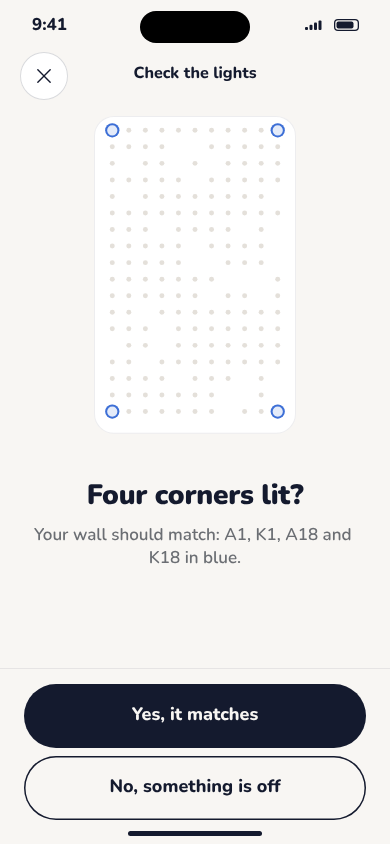 9:41
Check the lights
Four corners lit?
Your wall should match: A1, K1, A18 and
K18 in blue.
Yes, it matches
No, something is off